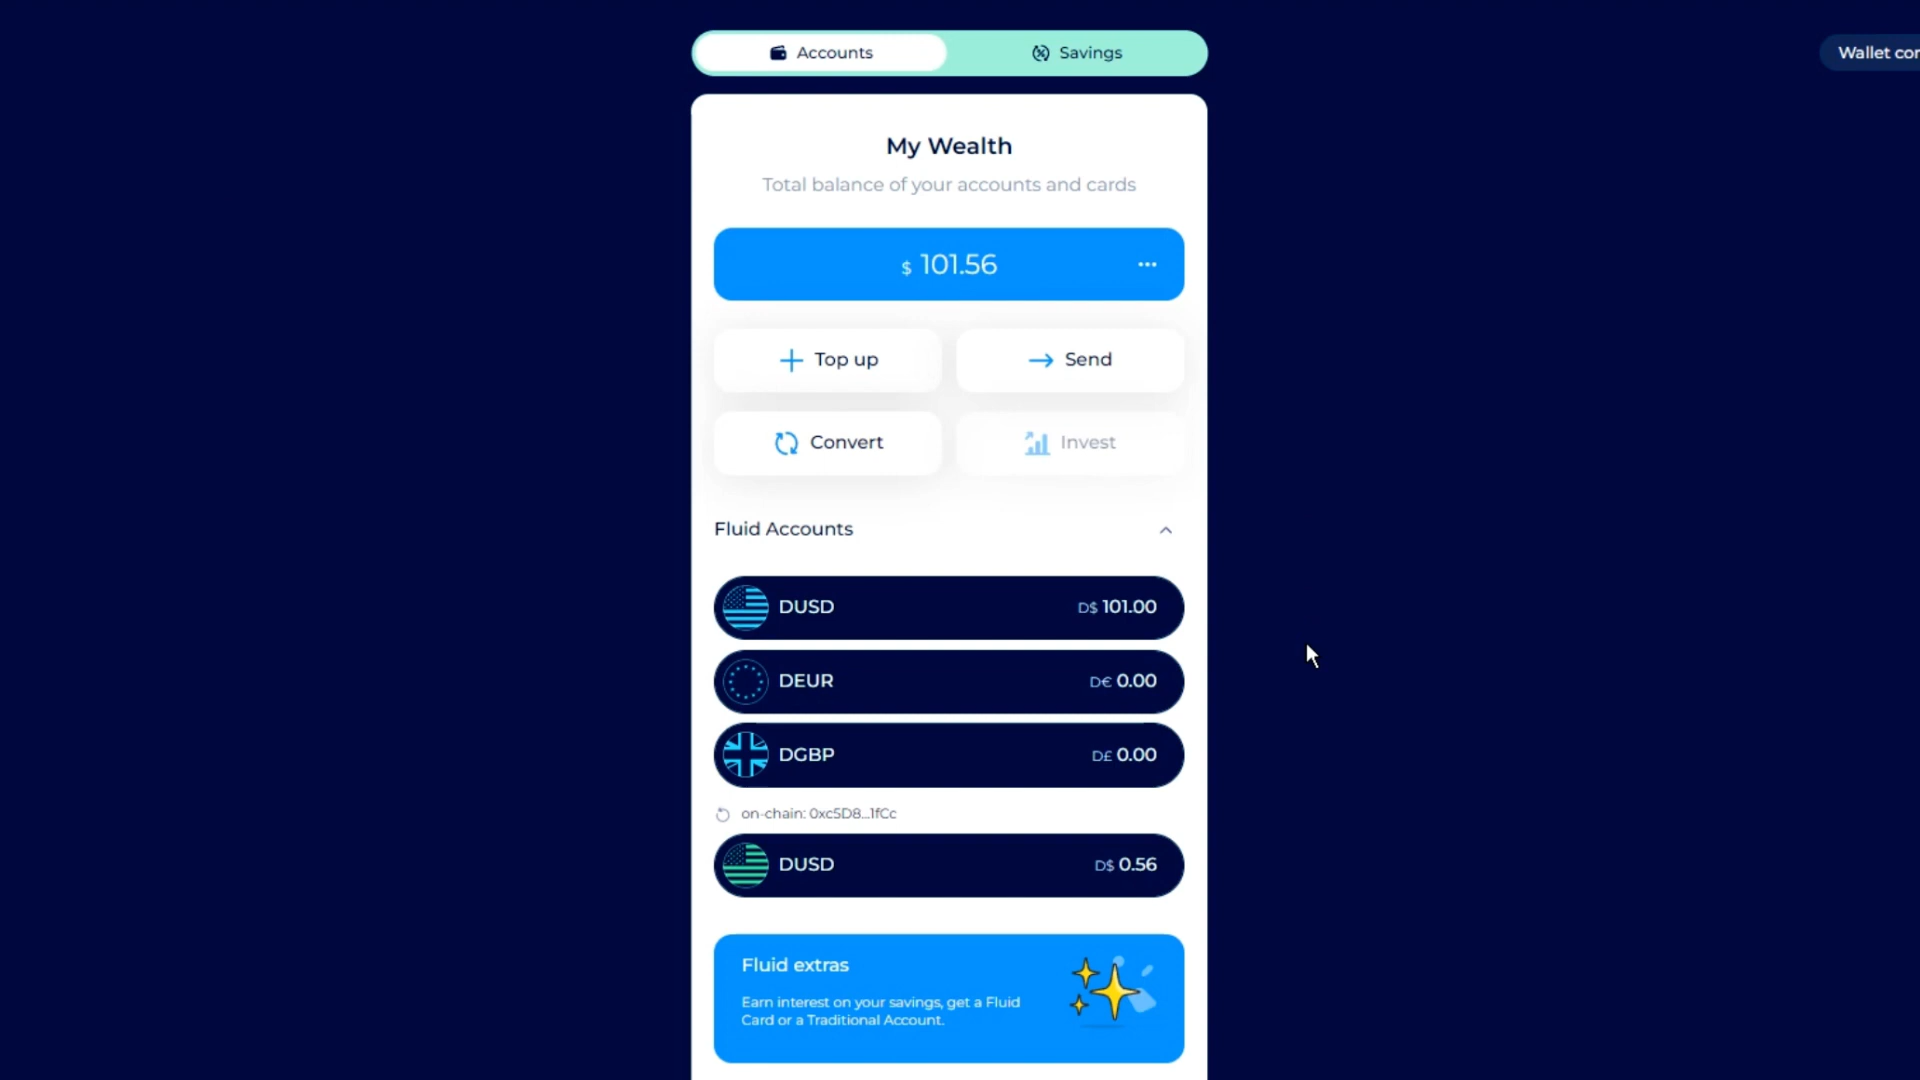 Accounts
Savings
Wallet
My Wealth
Total balance of your accounts and cards
$ 101.56
Top up
Send
Convert
Invest
Fluid Accounts
DUSD
D$ 101.00
DEUR
D€ 0.00
DGBP
D£ 0.00
on-chain: 0xc5D8...1fCc
DUSD
D$ 0.56
Fluid extras
Earn interest on your savings, get a Fluid
Card or a Traditional Account.